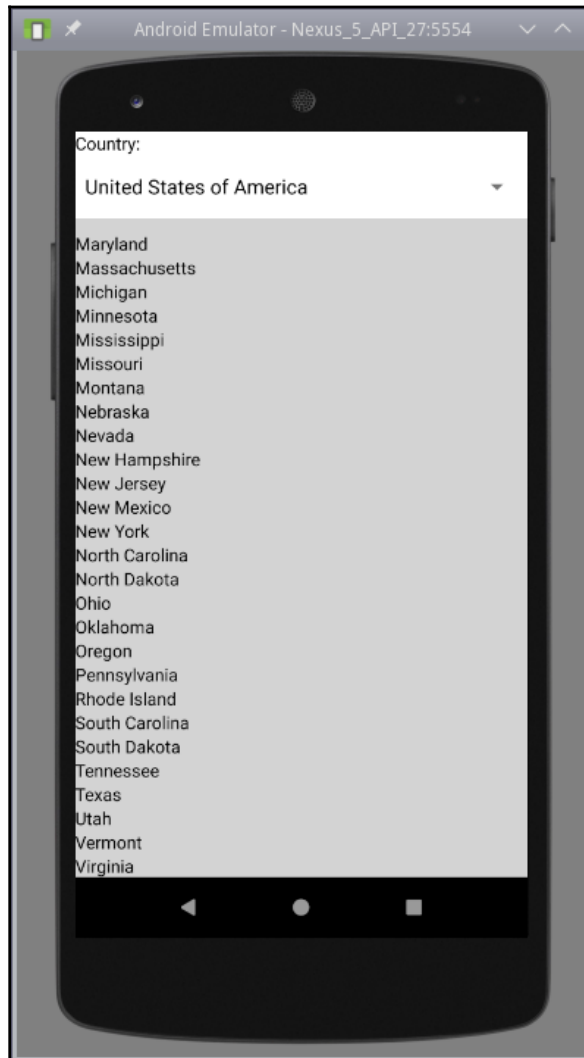 Android Emulator - Nexus_5_API_27:5554
Country:
United States of America
Maryland
Massachusetts
Michigan
Minnesota
Mississippi
Missouri
Montana
Nebraska
Nevada
New Hampshire
New Jersey
New Mexico
New York
North Carolina
North Dakota
Ohio
Oklahoma
Oregon
Pennsylvania
Rhode Island
South Carolina
South Dakota
Tennessee
Texas
Utah
Vermont
Virginia